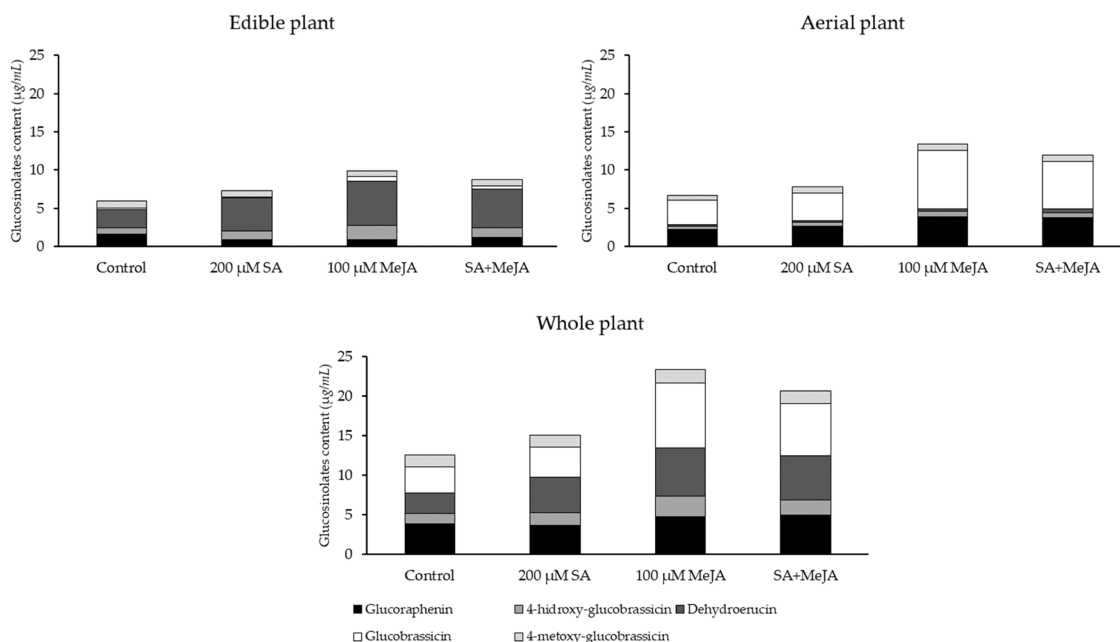 Edible plant
Glucosinolates content (µg/mL)
25
20
15
10
5
0
Control 200 µM SA 100 µM MeJA SA+MeJA
Aerial plant
Glucosinolates content (µg/mL)
25
20
15
10
5
0
Control 200 µM SA 100 µM MeJA SA+MeJA
Whole plant
Glucosinolates content (µg/mL)
25
20
15
10
5
0
Control 200 µM SA 100 µM MeJA SA+MeJA
Glucoraphenin 4-hidroxy-glucobrassicin Dehydroerucin
Glucobrassicin 4-metoxy-glucobrassicin